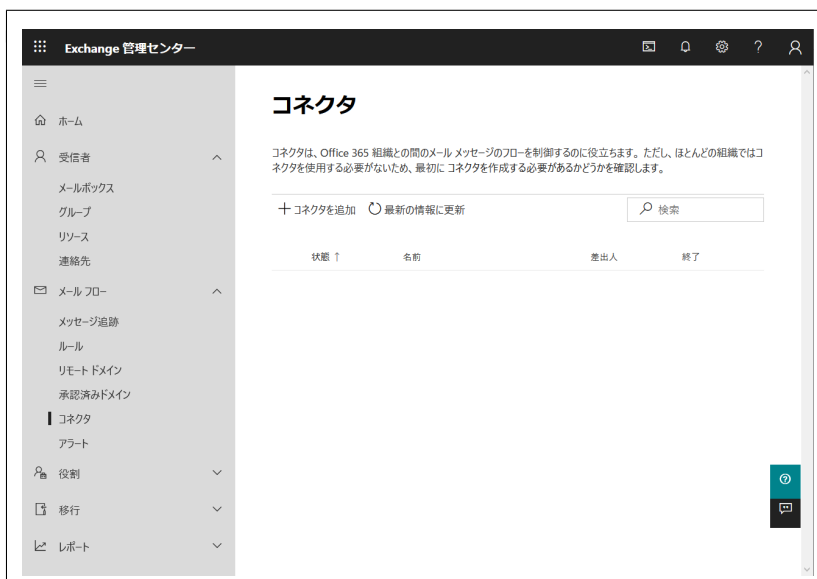 Exchange 管理センター
ホーム
受信者
メールボックス
グループ
リソース
連絡先
メール フロー
メッセージ追跡
ルール
リモート ドメイン
承認済みドメイン
コネクタ
アラート
役割
移行
レポート
コネクタ
コネクタは、Office 365 組織との間のメール メッセージのフローを制御するのに役立ちます。ただし、ほとんどの組織ではコ
ネクタを使用する必要がないため、最初に コネクタを作成する必要があるかどうかを確認します。
コネクタを追加 最新の情報に更新 検索
状態 ↑ 名前 差出人 終了